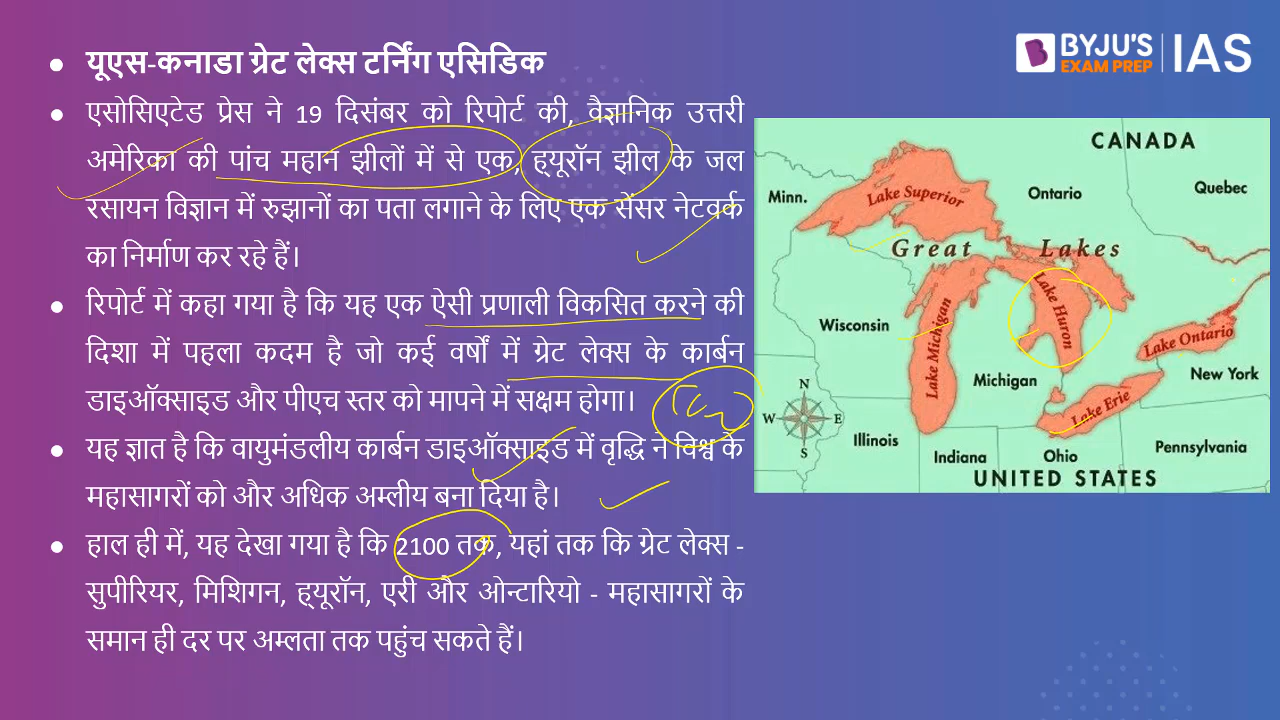 यूएस-कनाडा ग्रेट लेक्स टर्निंग एसिडिक
एसोसिएटेड प्रेस ने 19 दिसंबर को रिपोर्ट की, वैज्ञानिक उत्तरी
अमेरिका की पांच महान झीलों में से एक, ह्यूरॉन झील के जल
रसायन विज्ञान में रुझानों का पता लगाने के लिए एक सेंसर नेटवर्क
का निर्माण कर रहे हैं।
रिपोर्ट में कहा गया है कि यह एक ऐसी प्रणाली विकसित करने की
दिशा में पहला कदम है जो कई वर्षों में ग्रेट लेक्स के कार्बन
डाइऑक्साइड और पीएच स्तर को मापने में सक्षम होगा।
यह ज्ञात है कि वायुमंडलीय कार्बन डाइऑक्साइड में वृद्धि ने विश्व के
महासागरों को और अधिक अम्लीय बना दिया है।
हाल ही में, यह देखा गया है कि 2100 तक, यहां तक कि ग्रेट लेक्स -
सुपीरियर, मिशिगन, ह्यूरॉन, एरी और ओन्टारियो - महासागरों के
समान ही दर पर अम्लता तक पहुंच सकते हैं।
BYJU'S
EXAM PREP
IAS
CANADA
Minn.
Lake Superior
Ontario
Quebec
Great Lakes
Wisconsin
Lake Michigan
Lake Huron
Lake Ontario
Michigan
New York
N
W E
S
Lake Erie
Illinois
Indiana
Ohio
Pennsylvania
UNITED STATES